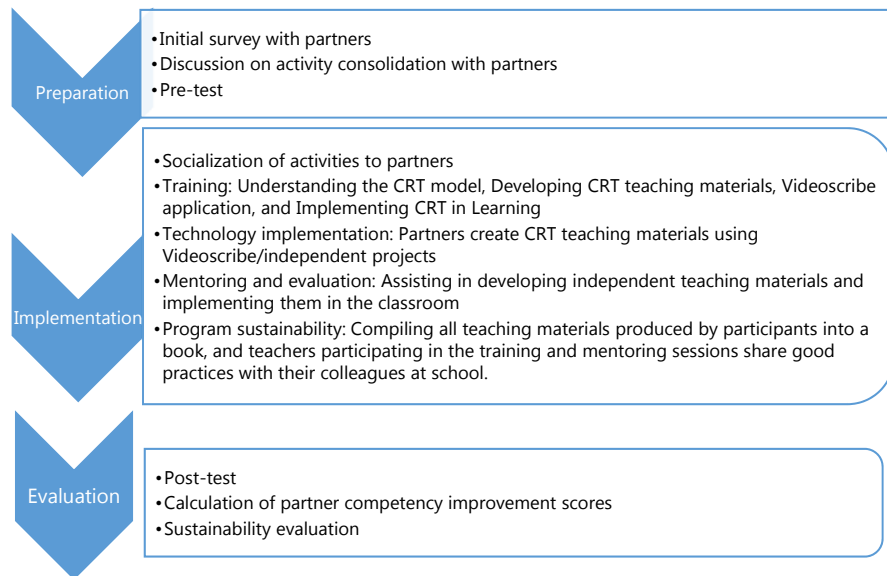 Preparation
•Initial survey with partners
•Discussion on activity consolidation with partners
•Pre-test
Implementation
•Socialization of activities to partners
•Training: Understanding the CRT model, Developing CRT teaching materials, Videoscribe
application, and Implementing CRT in Learning
•Technology implementation: Partners create CRT teaching materials using
Videoscribe/independent projects
•Mentoring and evaluation: Assisting in developing independent teaching materials and
implementing them in the classroom
•Program sustainability: Compiling all teaching materials produced by participants into a
book, and teachers participating in the training and mentoring sessions share good
practices with their colleagues at school.
Evaluation
•Post-test
•Calculation of partner competency improvement scores
•Sustainability evaluation